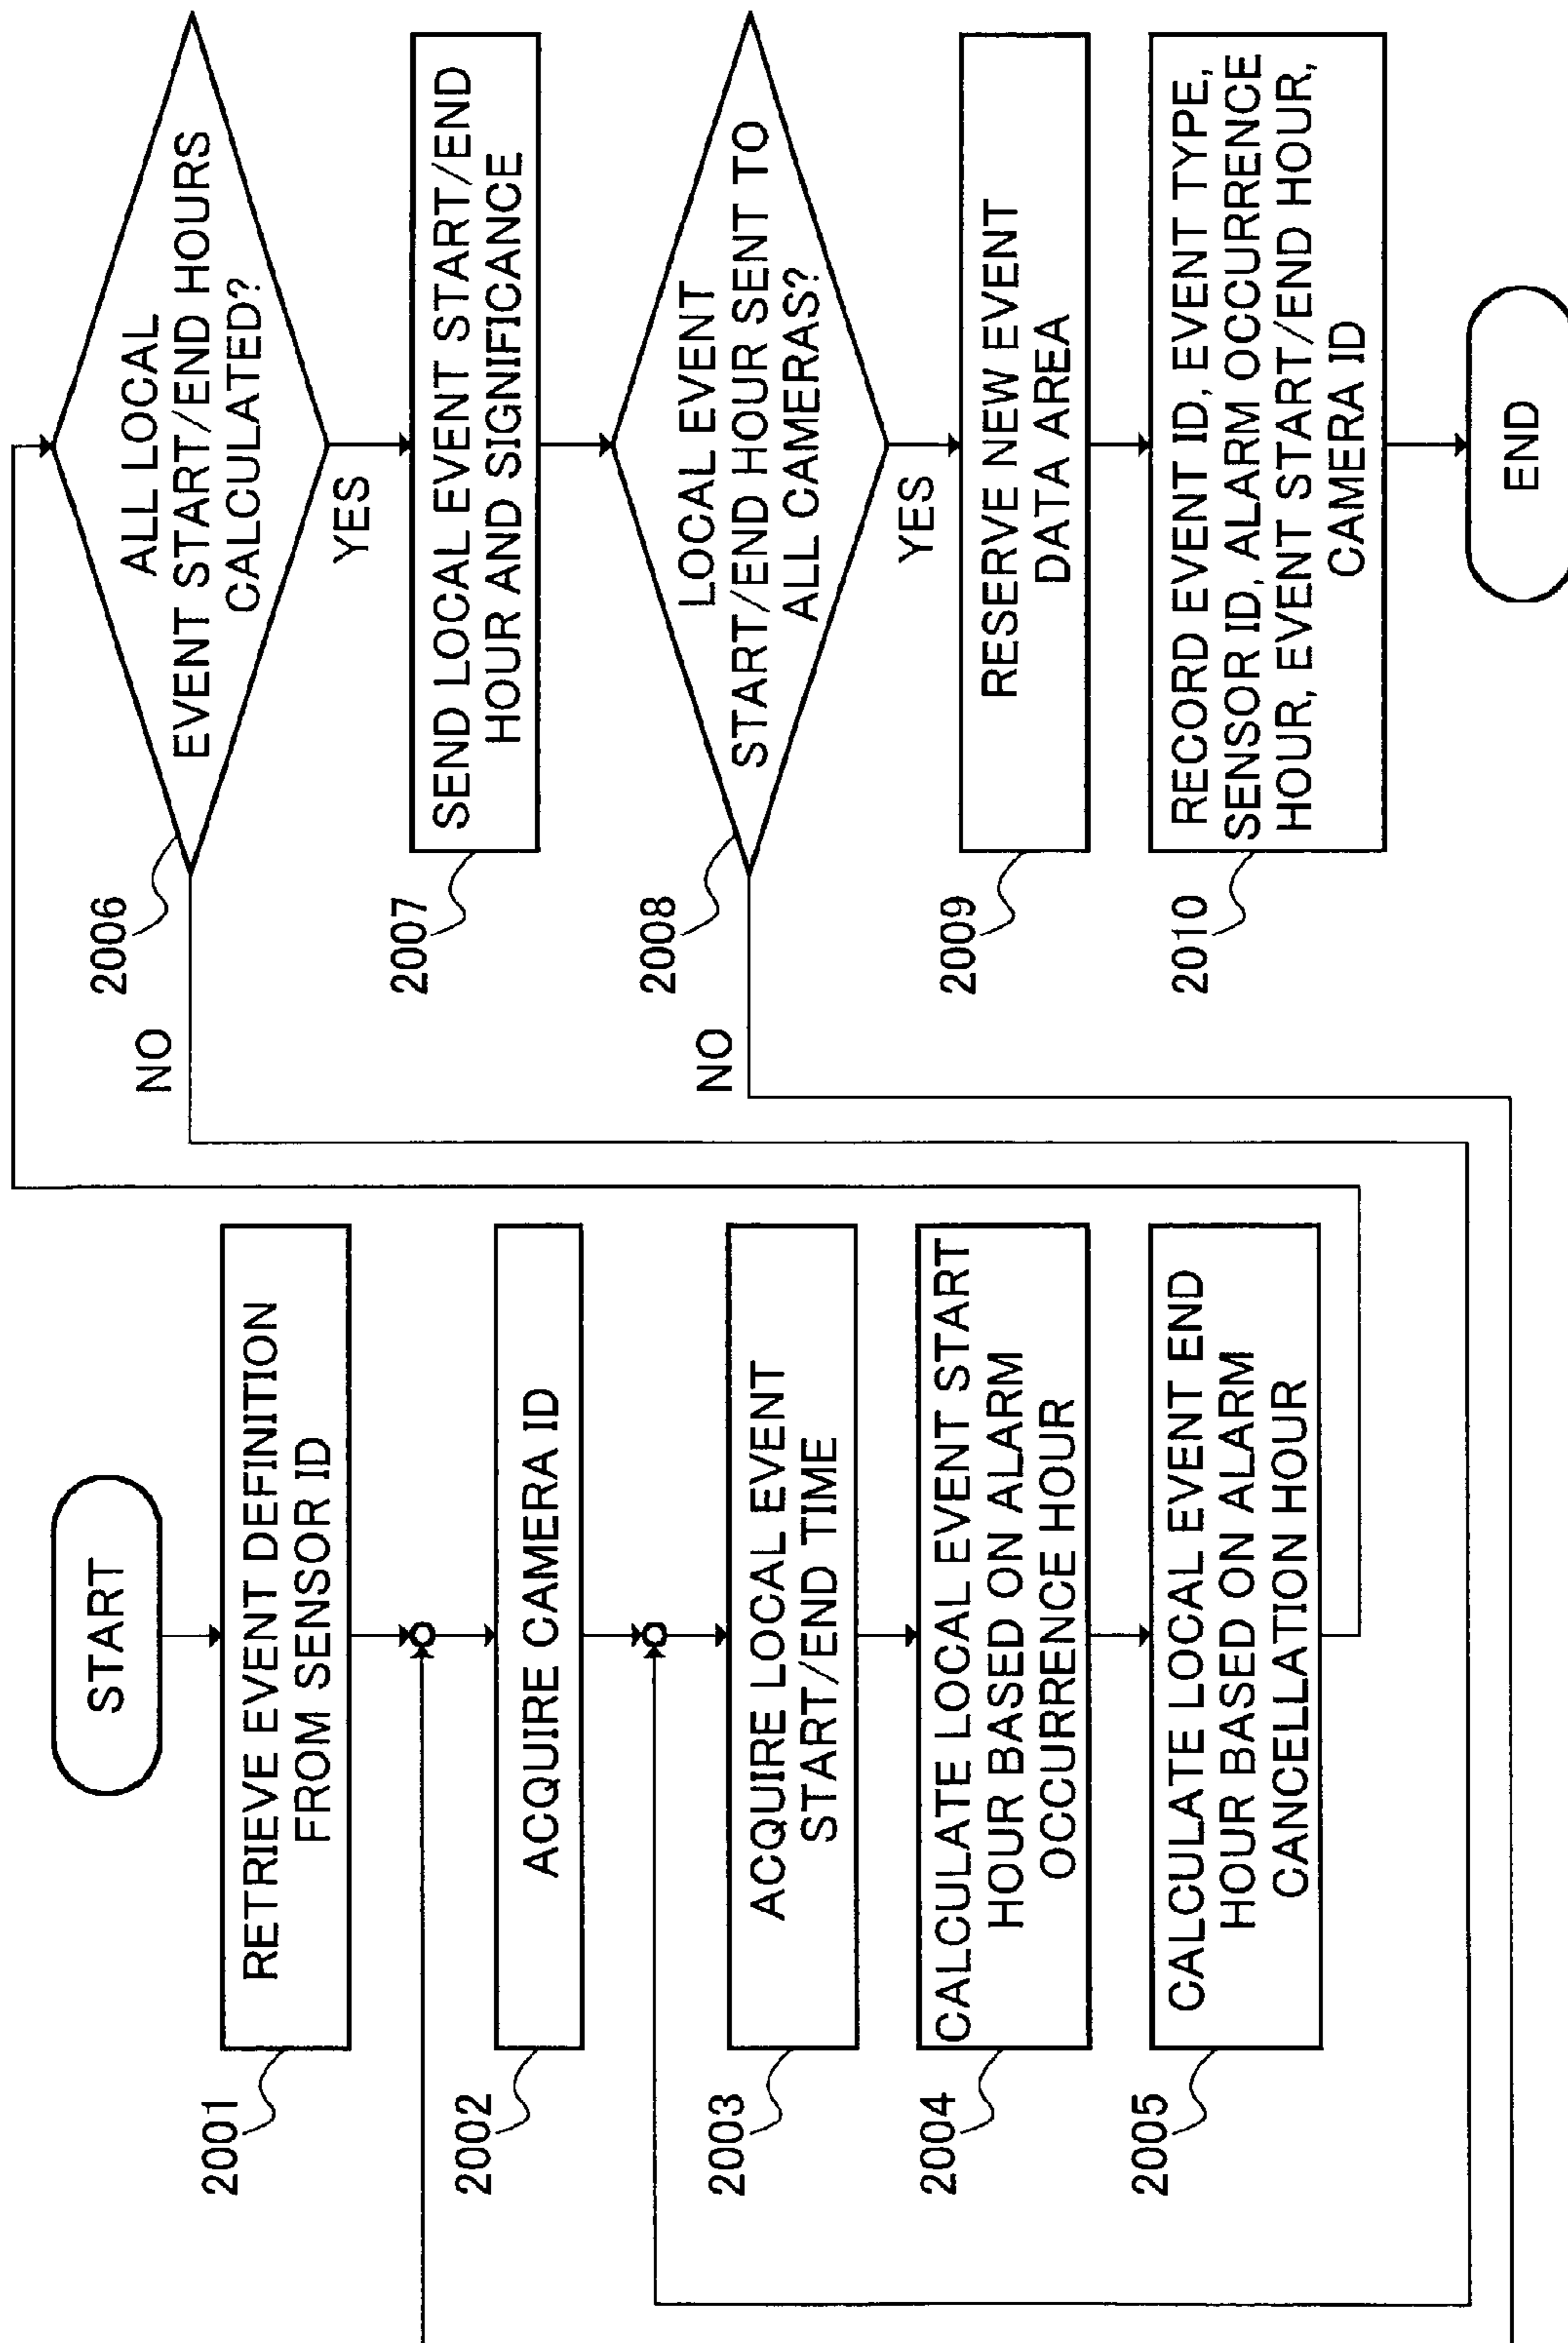 START
2001
RETRIEVE EVENT DEFINITION
FROM SENSOR ID
2002
ACQUIRE CAMERA ID
2003
ACQUIRE LOCAL EVENT
START/END TIME
2004
CALCULATE LOCAL EVENT START
HOUR BASED ON ALARM
OCCURRENCE HOUR
2005
CALCULATE LOCAL EVENT END
HOUR BASED ON ALARM
CANCELLATION HOUR
2006
ALL LOCAL
EVENT START/END HOURS
CALCULATED?
NO
YES
2007
SEND LOCAL EVENT START/END
HOUR AND SIGNIFICANCE
2008
LOCAL EVENT
START/END HOUR SENT TO
ALL CAMERAS?
NO
YES
2009
RESERVE NEW EVENT
DATA AREA
2010
RECORD EVENT ID, EVENT TYPE,
SENSOR ID, ALARM OCCURRENCE
HOUR, EVENT START/END HOUR,
CAMERA ID
END